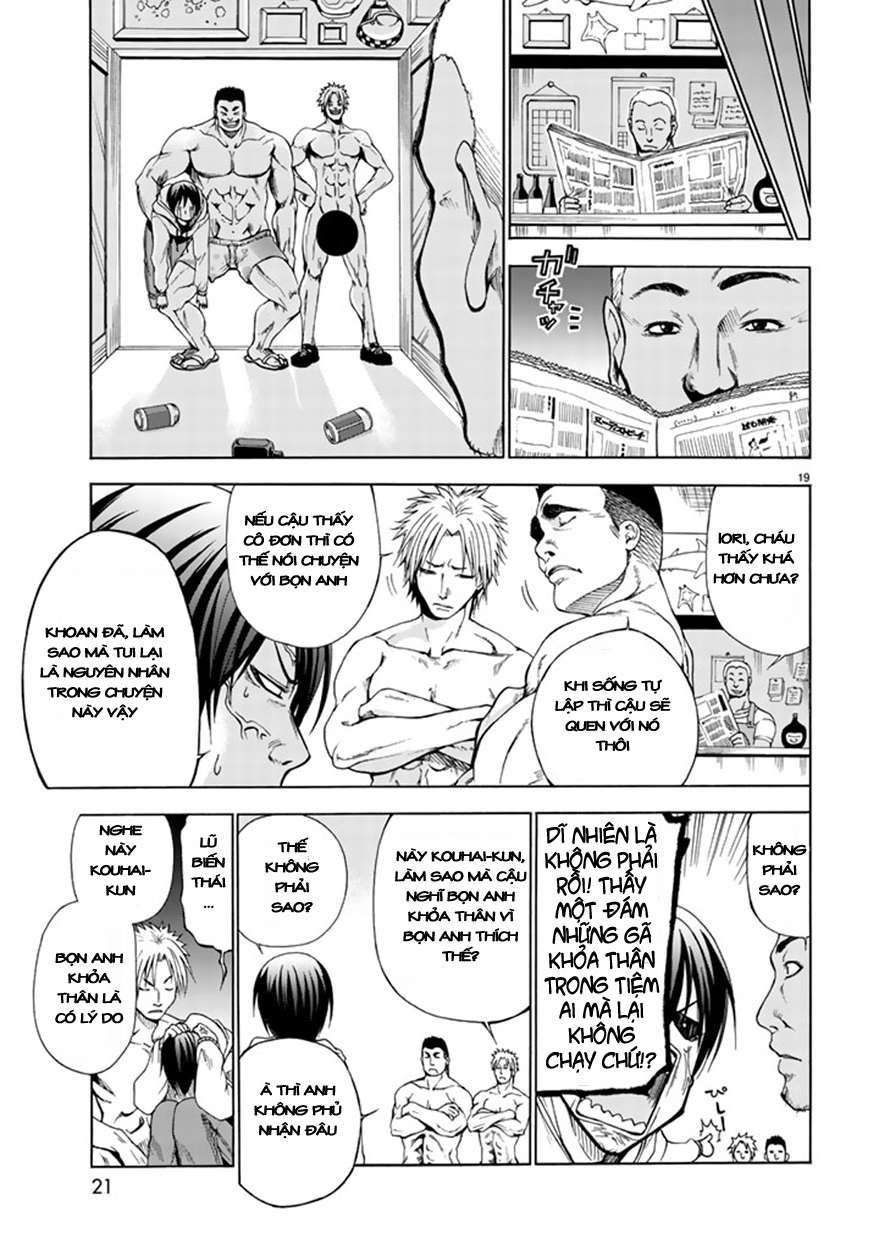 ガチャッ
19
IORI, CHÁU
THẤY KHÁ
HƠN CHƯA?
NẾU CẬU THẤY
CÔ ĐƠN THÌ CÓ
THỂ NÓI CHUYỆN
VỚI BỌN ANH
KHI SỐNG TỰ
LẬP THÌ CẬU SẼ
QUEN VỚI NÓ
THÔI
KHOAN ĐÃ, LÀM
SAO MÀ TUI LẠI
LÀ NGUYÊN NHÂN
TRONG CHUYỆN
NÀY VẬY
KHÔNG
PHẢI
SAO?
DĨ NHIÊN LÀ
KHÔNG PHẢI
RỒI! THẤY
MỘT ĐÁM
NHỮNG GÃ
KHỎA THÂN
TRONG TIỆM
AI MÀ LẠI
KHÔNG
CHẠY CHỨ!?
NÀY KOUHAI-KUN,
LÀM SAO MÀ CẬU
NGHĨ BỌN ANH
KHỎA THÂN VÌ
BỌN ANH THÍCH
THẾ?
THẾ
KHÔNG
PHẢI
SAO?
À THÌ ANH
KHÔNG PHỦ
NHẬN ĐÂU
LŨ
BIẾN
THÁI
...
NGHE
NÀY
KOUHAI-
KUN
BỌN ANH
KHỎA
THÂN LÀ
CÓ LÝ DO
21